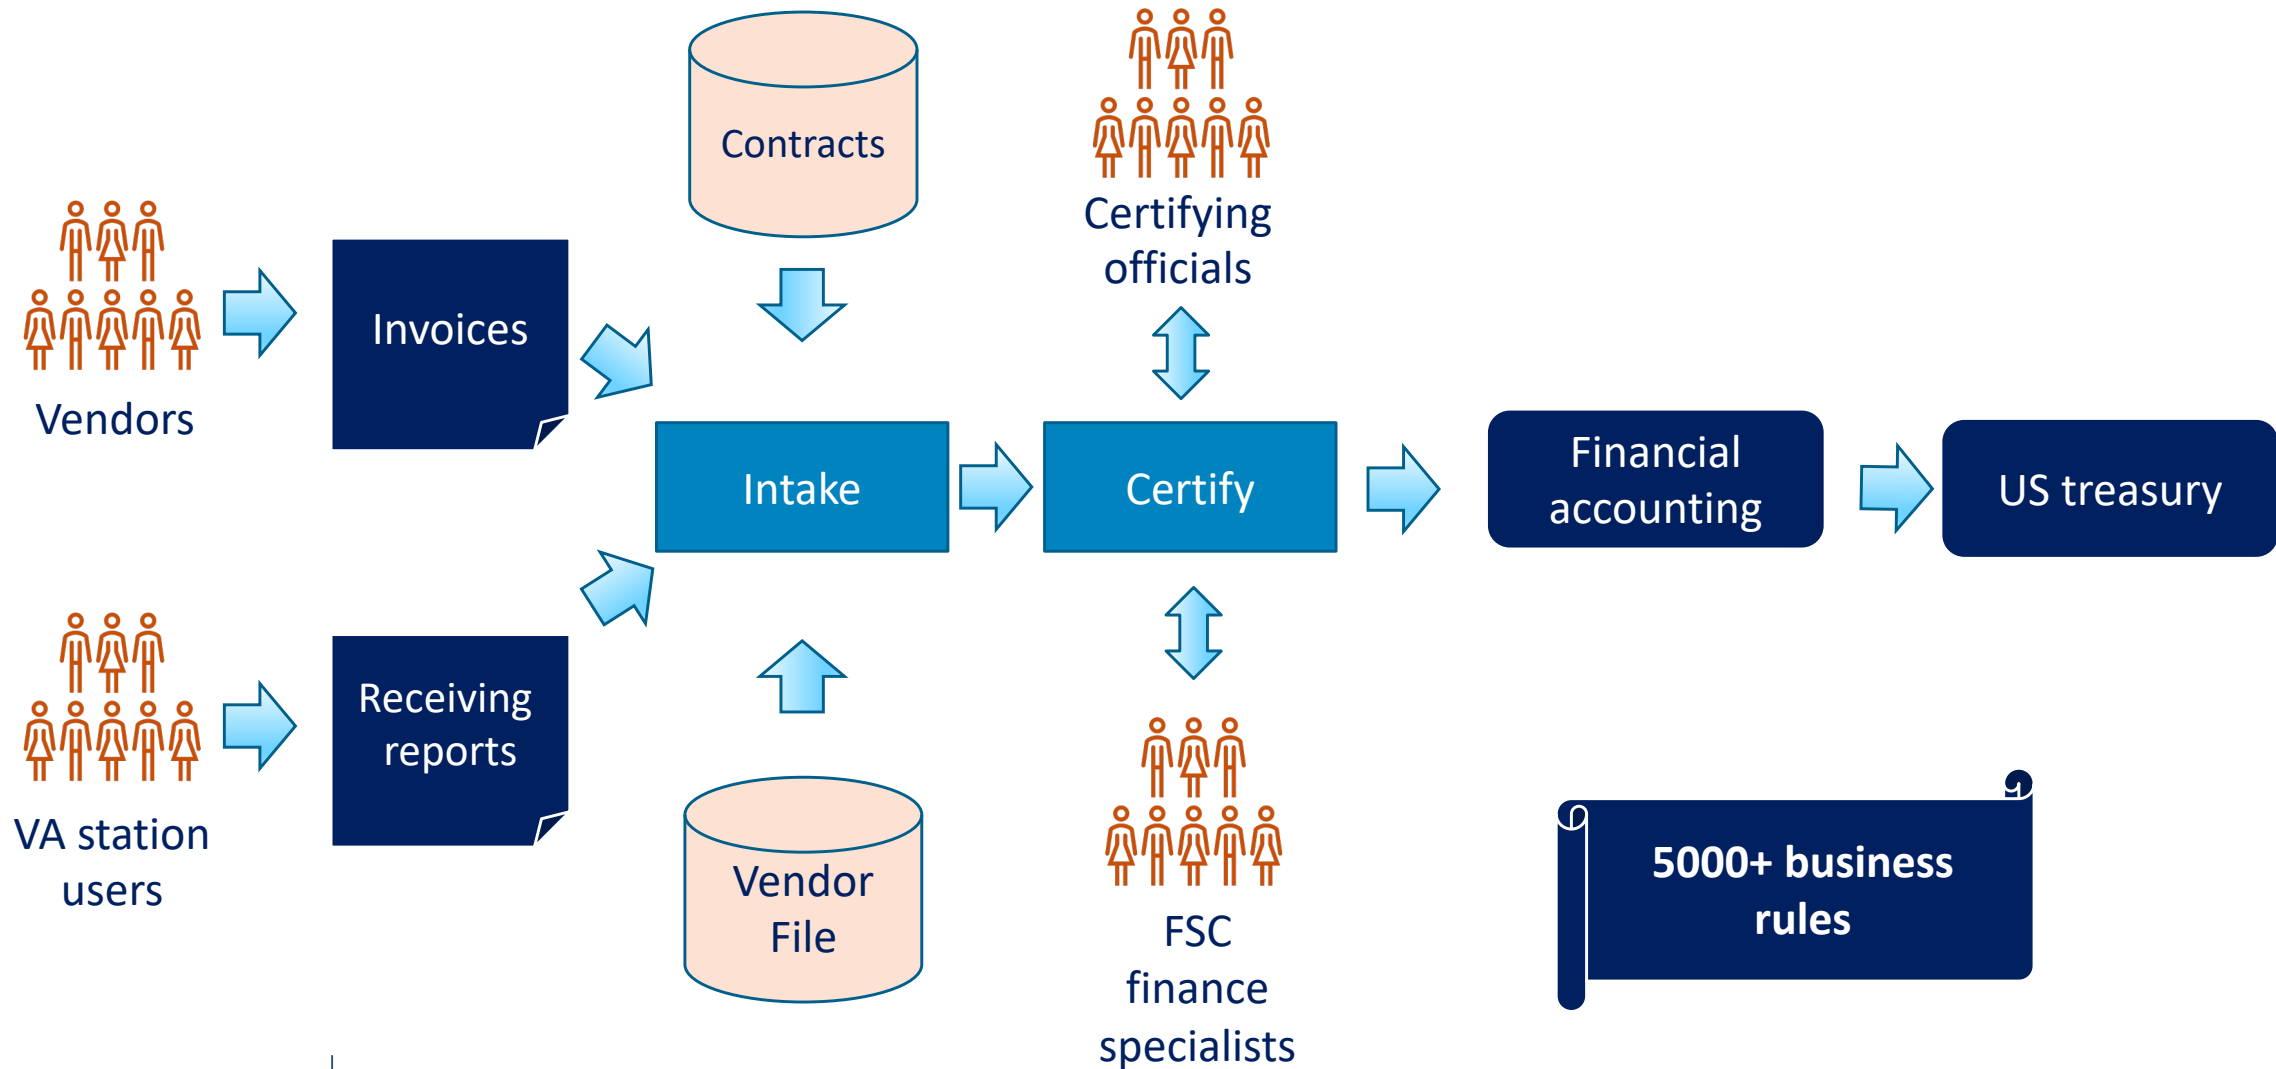 Contracts
Certifying
officials
Vendors
Invoices
Intake
Certify
Financial
accounting
US treasury
VA station
users
Receiving
reports
Vendor
File
FSC
finance
specialists
5000+ business
rules